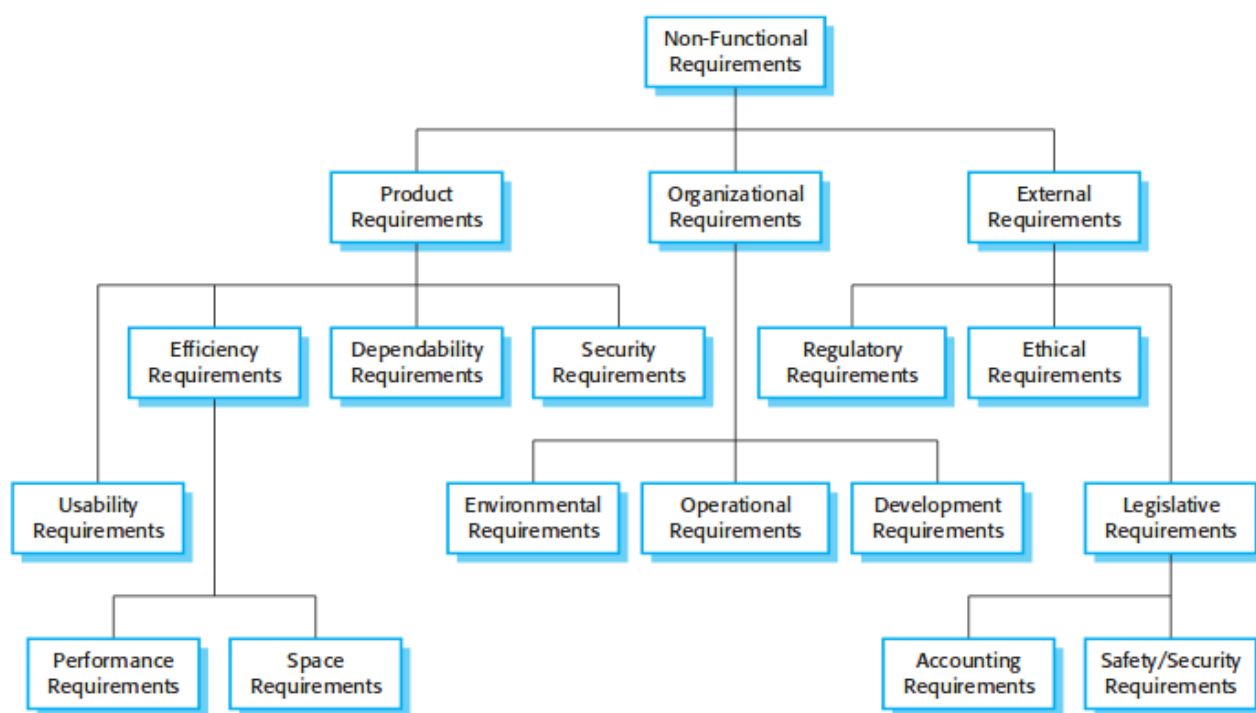 Non-Functional
Requirements
Product
Requirements
Organizational
Requirements
External
Requirements
Efficiency
Requirements
Dependability
Requirements
Security
Requirements
Regulatory
Requirements
Ethical
Requirements
Usability
Requirements
Environmental
Requirements
Operational
Requirements
Development
Requirements
Legislative
Requirements
Performance
Requirements
Space
Requirements
Accounting
Requirements
Safety/Security
Requirements